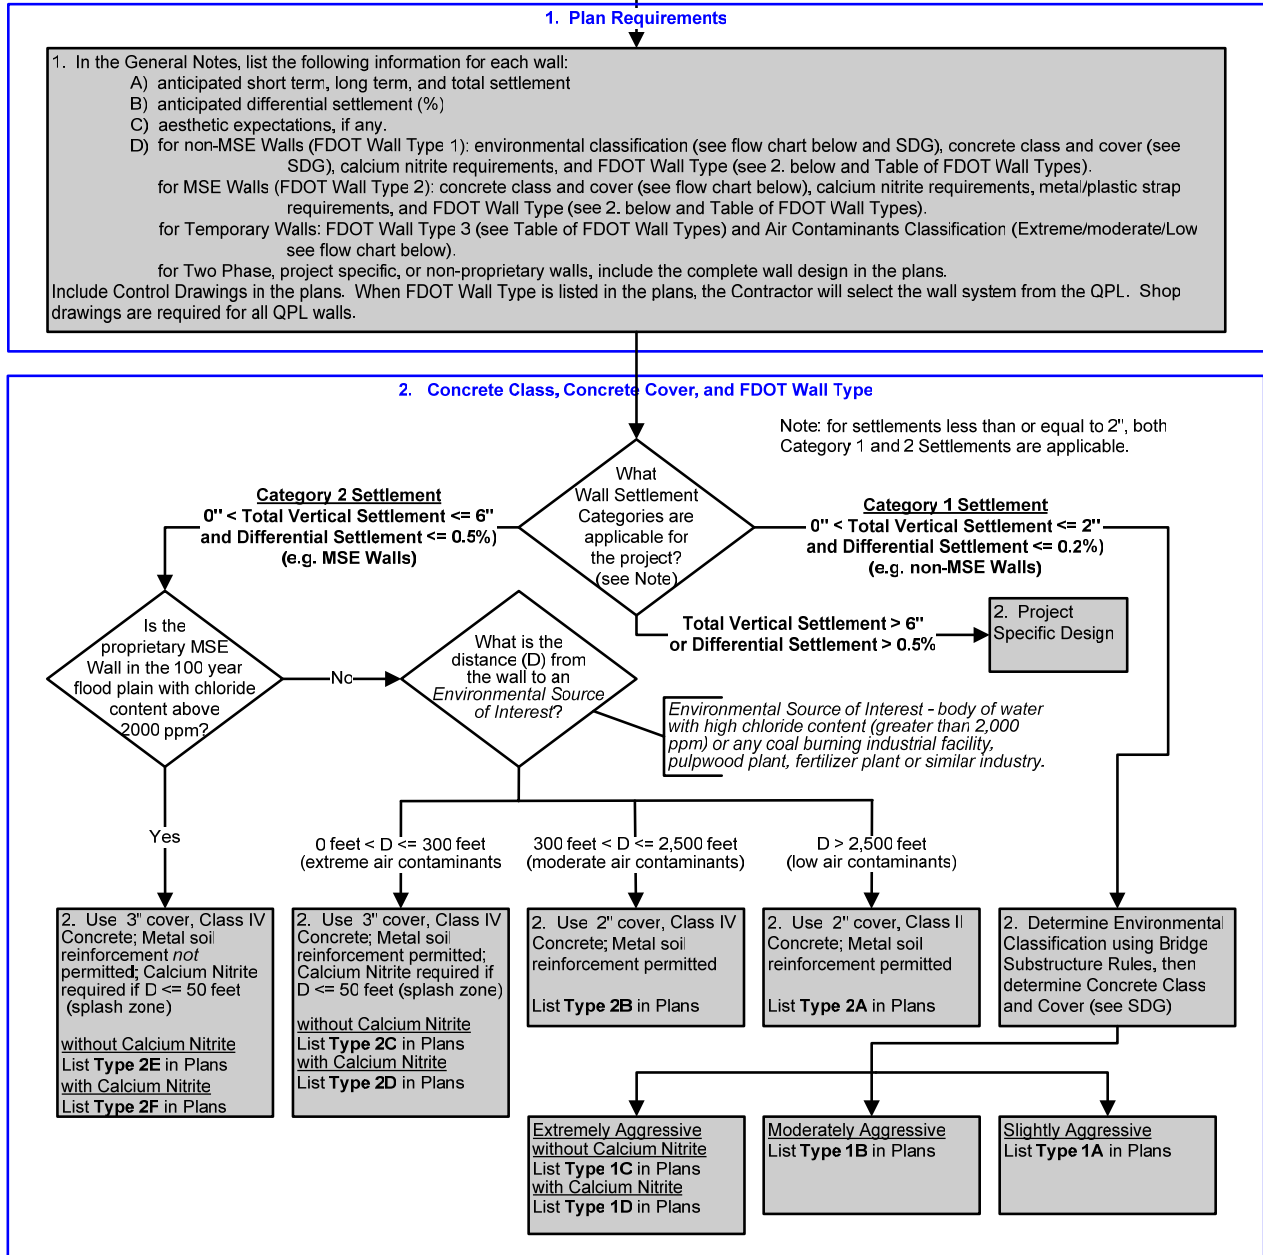 1. Plan Requirements
1. In the General Notes, list the following information for each wall:
A) anticipated short term, long term, and total settlement
B) anticipated differential settlement (%)
C) aesthetic expectations, if any.
D) for non-MSE Walls (FDOT Wall Type 1): environmental classification (see flow chart below and SDG), concrete class and cover (see
SDG), calcium nitrite requirements, and FDOT Wall Type (see 2. below and Table of FDOT Wall Types).
for MSE Walls (FDOT Wall Type 2): concrete class and cover (see flow chart below), calcium nitrite requirements, metal/plastic strap
requirements, and FDOT Wall Type (see 2. below and Table of FDOT Wall Types).
for Temporary Walls: FDOT Wall Type 3 (see Table of FDOT Wall Types) and Air Contaminants Classification (Extreme/moderate/Low
see flow chart below).
for Two Phase, project specific, or non-proprietary walls, include the complete wall design in the plans.
Include Control Drawings in the plans. When FDOT Wall Type is listed in the plans, the Contractor will select the wall system from the QPL. Shop
drawings are required for all QPL walls.
2. Concrete Class, Concrete Cover, and FDOT Wall Type
Note: for settlements less than or equal to 2", both
Category 1 and 2 Settlements are applicable.
What
Wall Settlement
Categories are
applicable for
the project?
(see Note)
Category 2 Settlement
0" < Total Vertical Settlement <= 6"
and Differential Settlement <= 0.5%)
(e.g. MSE Walls)
Category 1 Settlement
0" < Total Vertical Settlement <= 2"
and Differential Settlement <= 0.2%)
(e.g. non-MSE Walls)
Total Vertical Settlement > 6"
or Differential Settlement > 0.5%
2. Project
Specific Design
Is the
proprietary MSE
Wall in the 100 year
flood plain with chloride
content above
2000 ppm?
No
What is the
distance (D) from
the wall to an
Environmental Source
of Interest?
Environmental Source of Interest - body of water
with high chloride content (greater than 2,000
ppm) or any coal burning industrial facility,
pulpwood plant, fertilizer plant or similar industry.
Yes
0 feet < D <= 300 feet
(extreme air contaminants
300 feet < D <= 2,500 feet
(moderate air contaminants)
D > 2,500 feet
(low air contaminants)
2. Use 3" cover, Class IV
Concrete; Metal soil
reinforcement not
permitted; Calcium Nitrite
required if D <= 50 feet
(splash zone)
without Calcium Nitrite
List Type 2E in Plans
with Calcium Nitrite
List Type 2F in Plans
2. Use 3" cover, Class IV
Concrete; Metal soil
reinforcement permitted;
Calcium Nitrite required if
D <= 50 feet (splash zone)
without Calcium Nitrite
List Type 2C in Plans
with Calcium Nitrite
List Type 2D in Plans
2. Use 2" cover, Class IV
Concrete; Metal soil
reinforcement permitted
List Type 2B in Plans
2. Use 2" cover, Class II
Concrete; Metal soil
reinforcement permitted
List Type 2A in Plans
2. Determine Environmental
Classification using Bridge
Substructure Rules, then
determine Concrete Class
and Cover (see SDG)
Extremely Aggressive
without Calcium Nitrite
List Type 1C in Plans
with Calcium Nitrite
List Type 1D in Plans
Moderately Aggressive
List Type 1B in Plans
Slightly Aggressive
List Type 1A in Plans